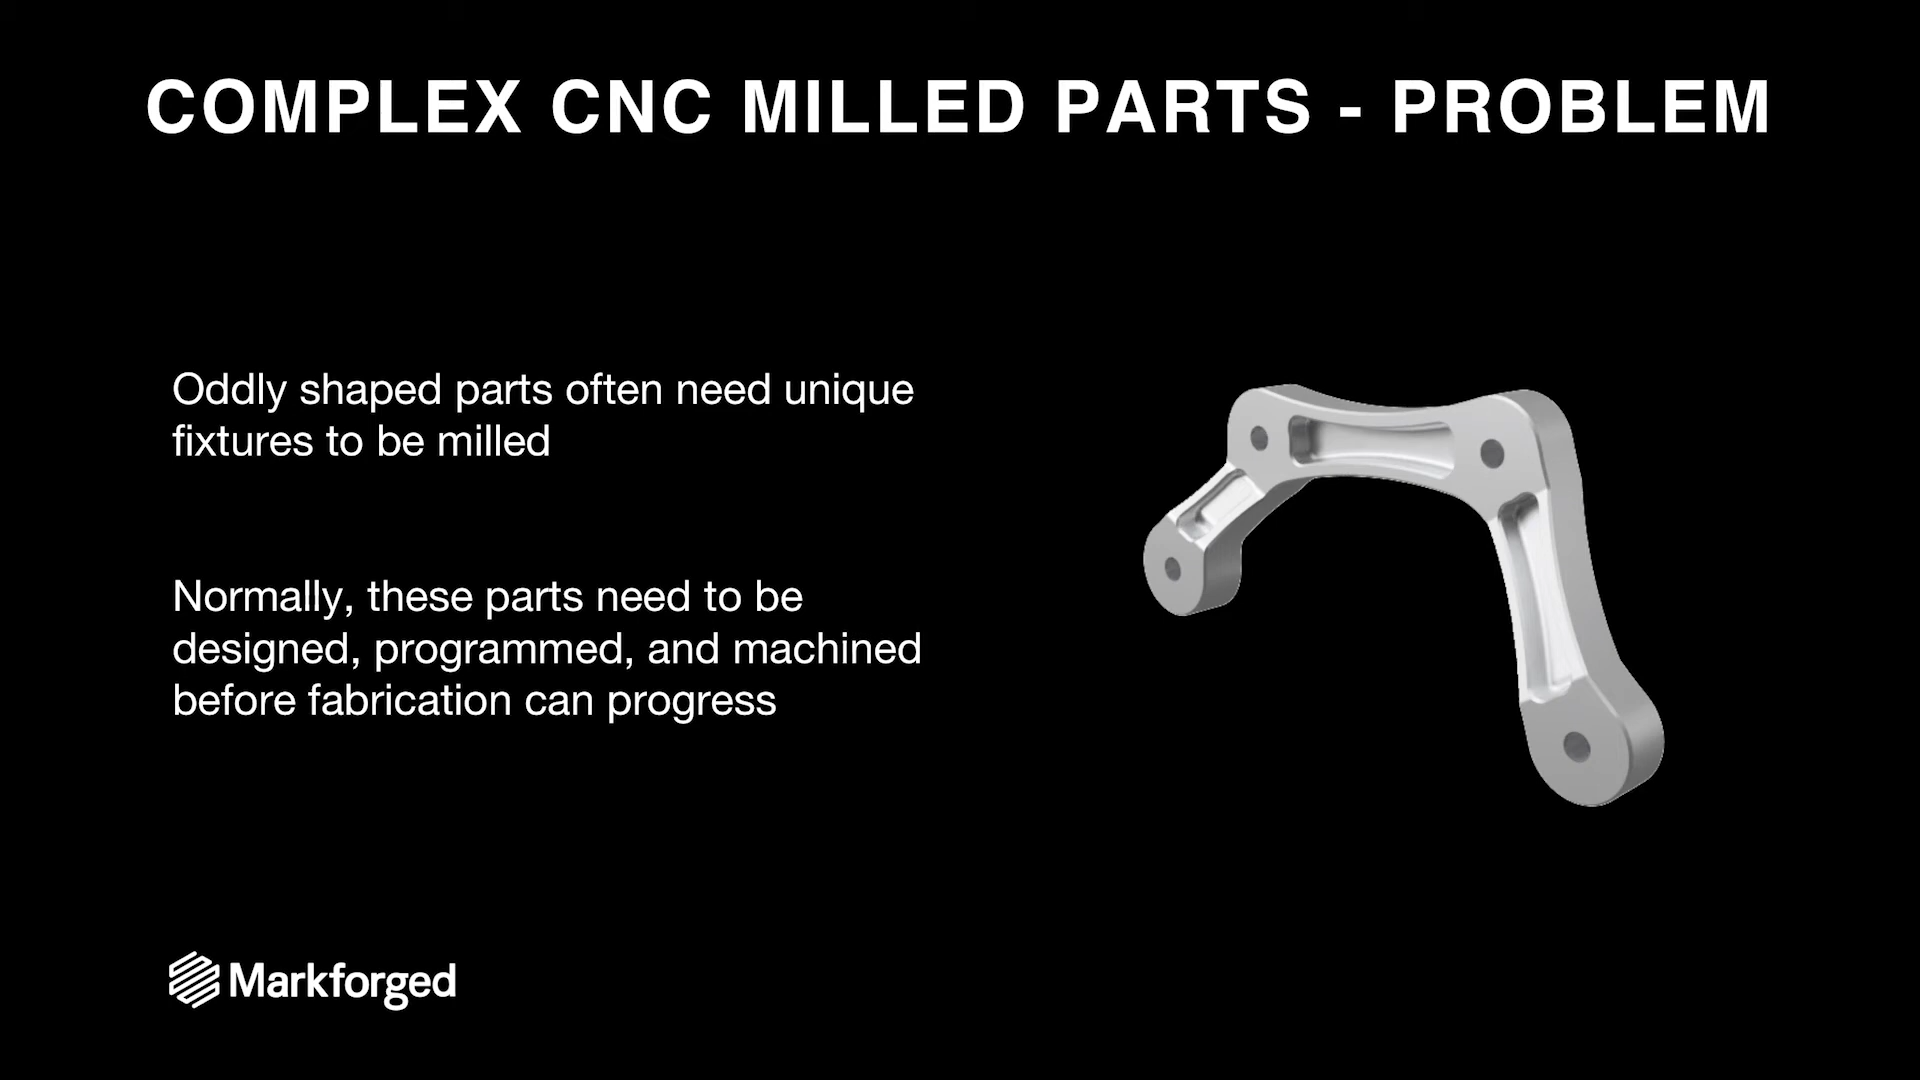 COMPLEX CNC MILLED PARTS - PROBLEM
Oddly shaped parts often need unique
fixtures to be milled
Normally, these parts need to be
designed, programmed, and machined
before fabrication can progress
Markforged